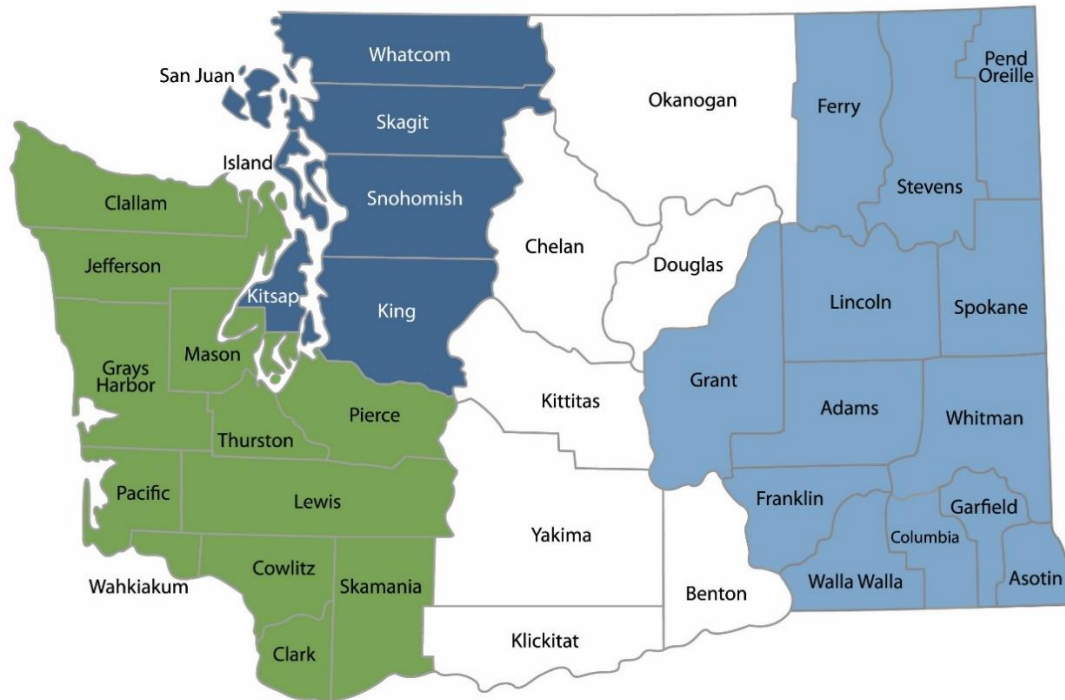 Whatcom
San Juan
Skagit
Island
Snohomish
Clallam
Jefferson
Kitsap
King
Mason
Grays
Harbor
Pierce
Thurston
Pacific
Lewis
Wahkiakum
Cowlitz
Skamania
Clark
Okanogan
Chelan
Douglas
Kittitas
Yakima
Benton
Klickitat
Ferry
Stevens
Pend
Oreille
Lincoln
Spokane
Grant
Adams
Whitman
Franklin
Garfield
Columbia
Walla Walla
Asotin